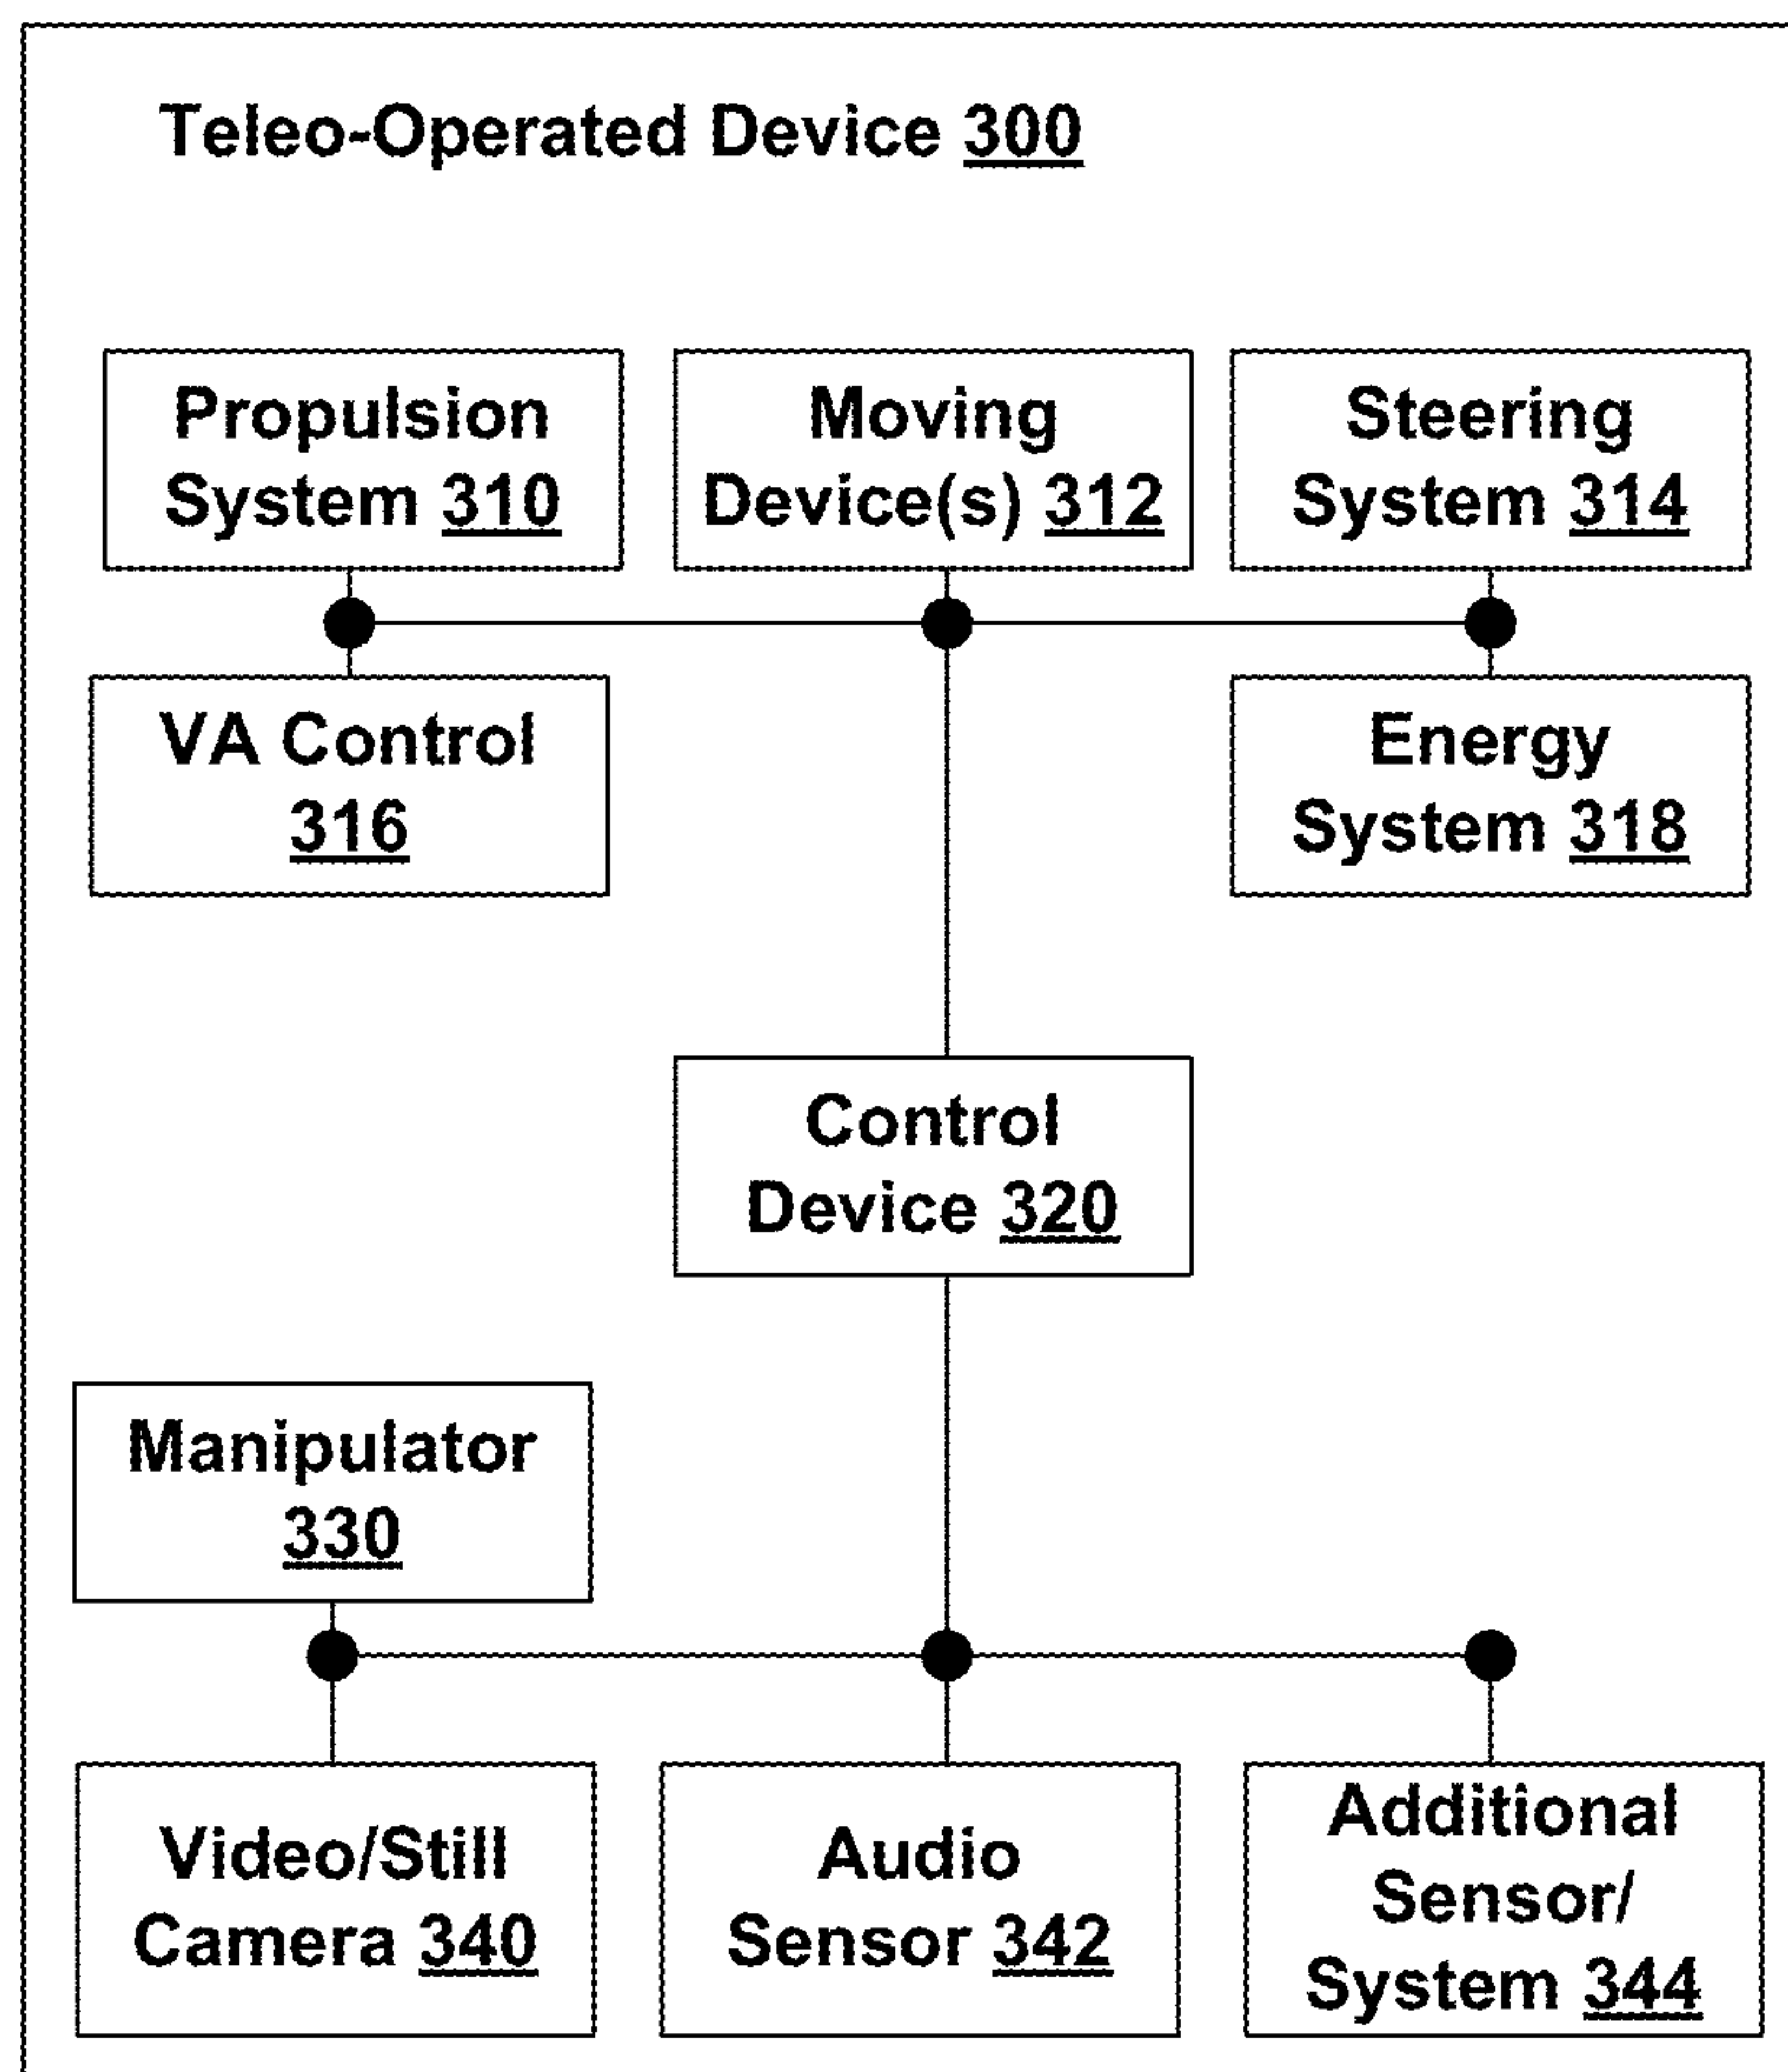 Teleo-Operated Device 300
Propulsion
System 310
Moving
Device(s) 312
Steering
System 314
VA Control
316
Energy
System 318
Control
Device 320
Manipulator
330
Video/Still
Camera 340
Audio
Sensor 342
Additional
Sensor/
System 344